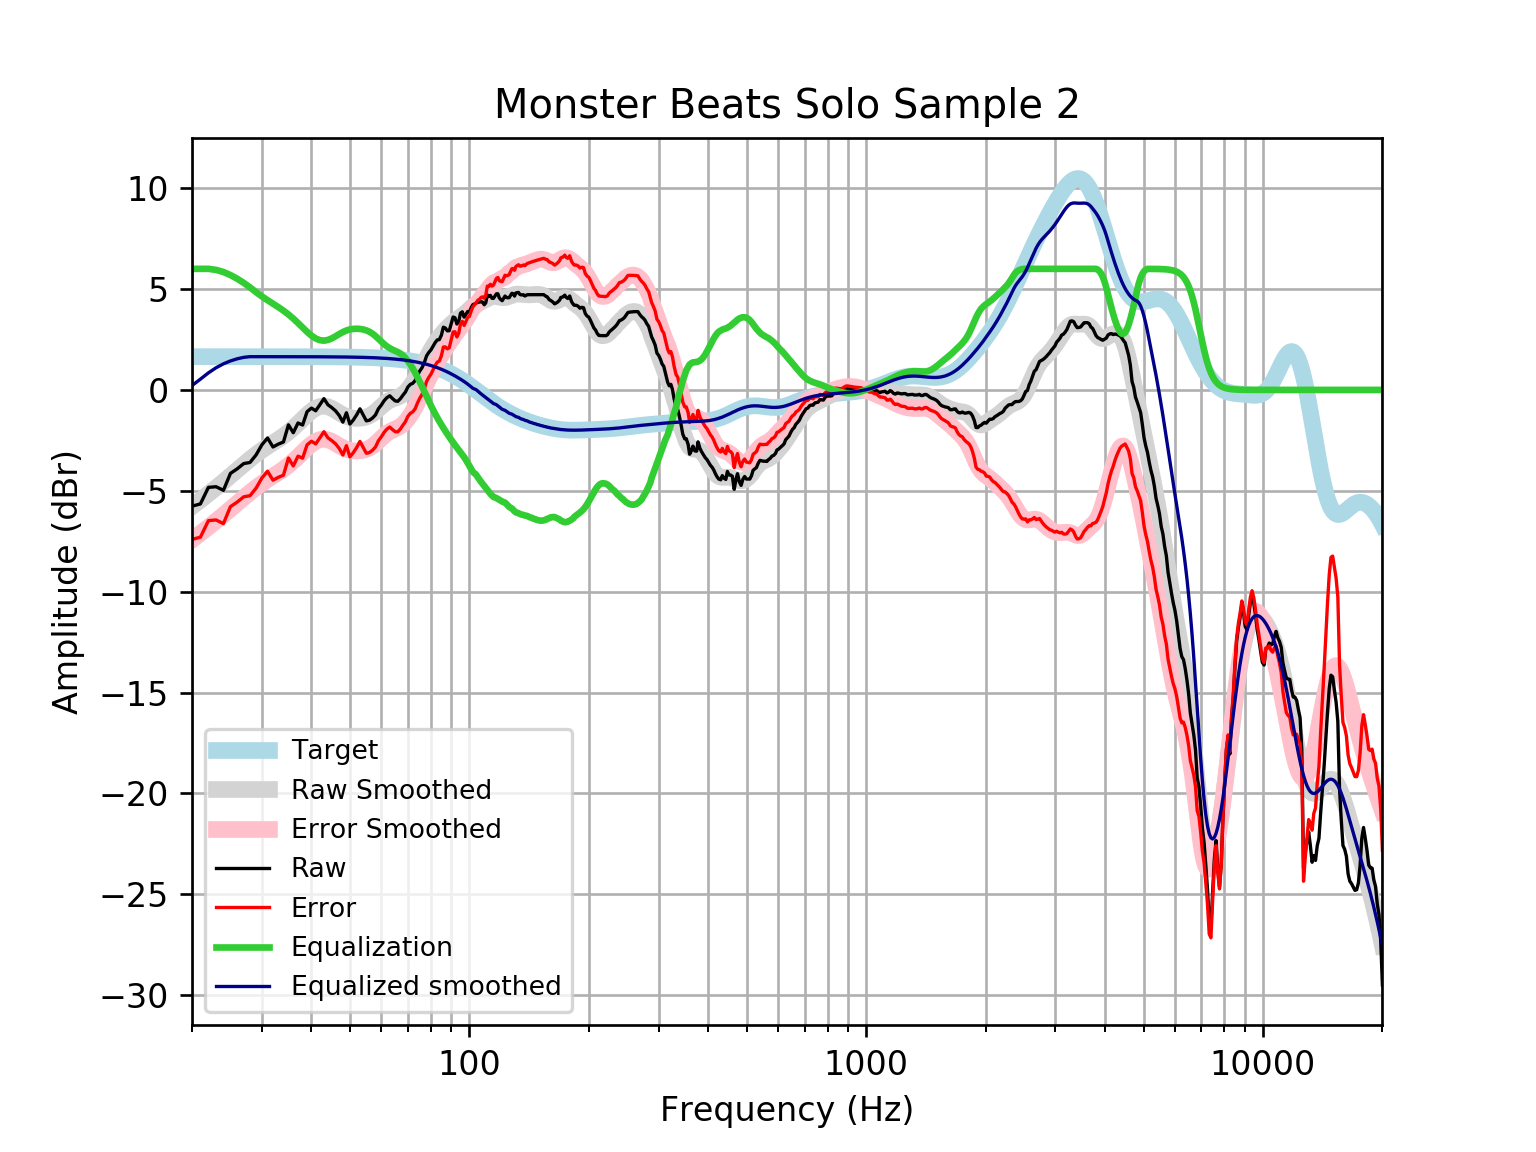 Monster Beats Solo Sample 2
Amplitude (dBr)
10
5
0
−5
−10
−15
−20
−25
−30
Target
Raw Smoothed
Error Smoothed
Raw
Error
Equalization
Equalized smoothed
100 1000 10000
Frequency (Hz)